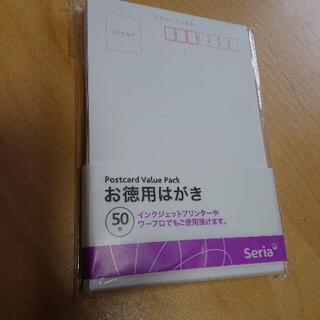 POST CARD
STAMP
Postcard Value Pack
お徳用はがき
50枚
インクジェットプリンターや
ワープロでもご使用頂けます。
Seria